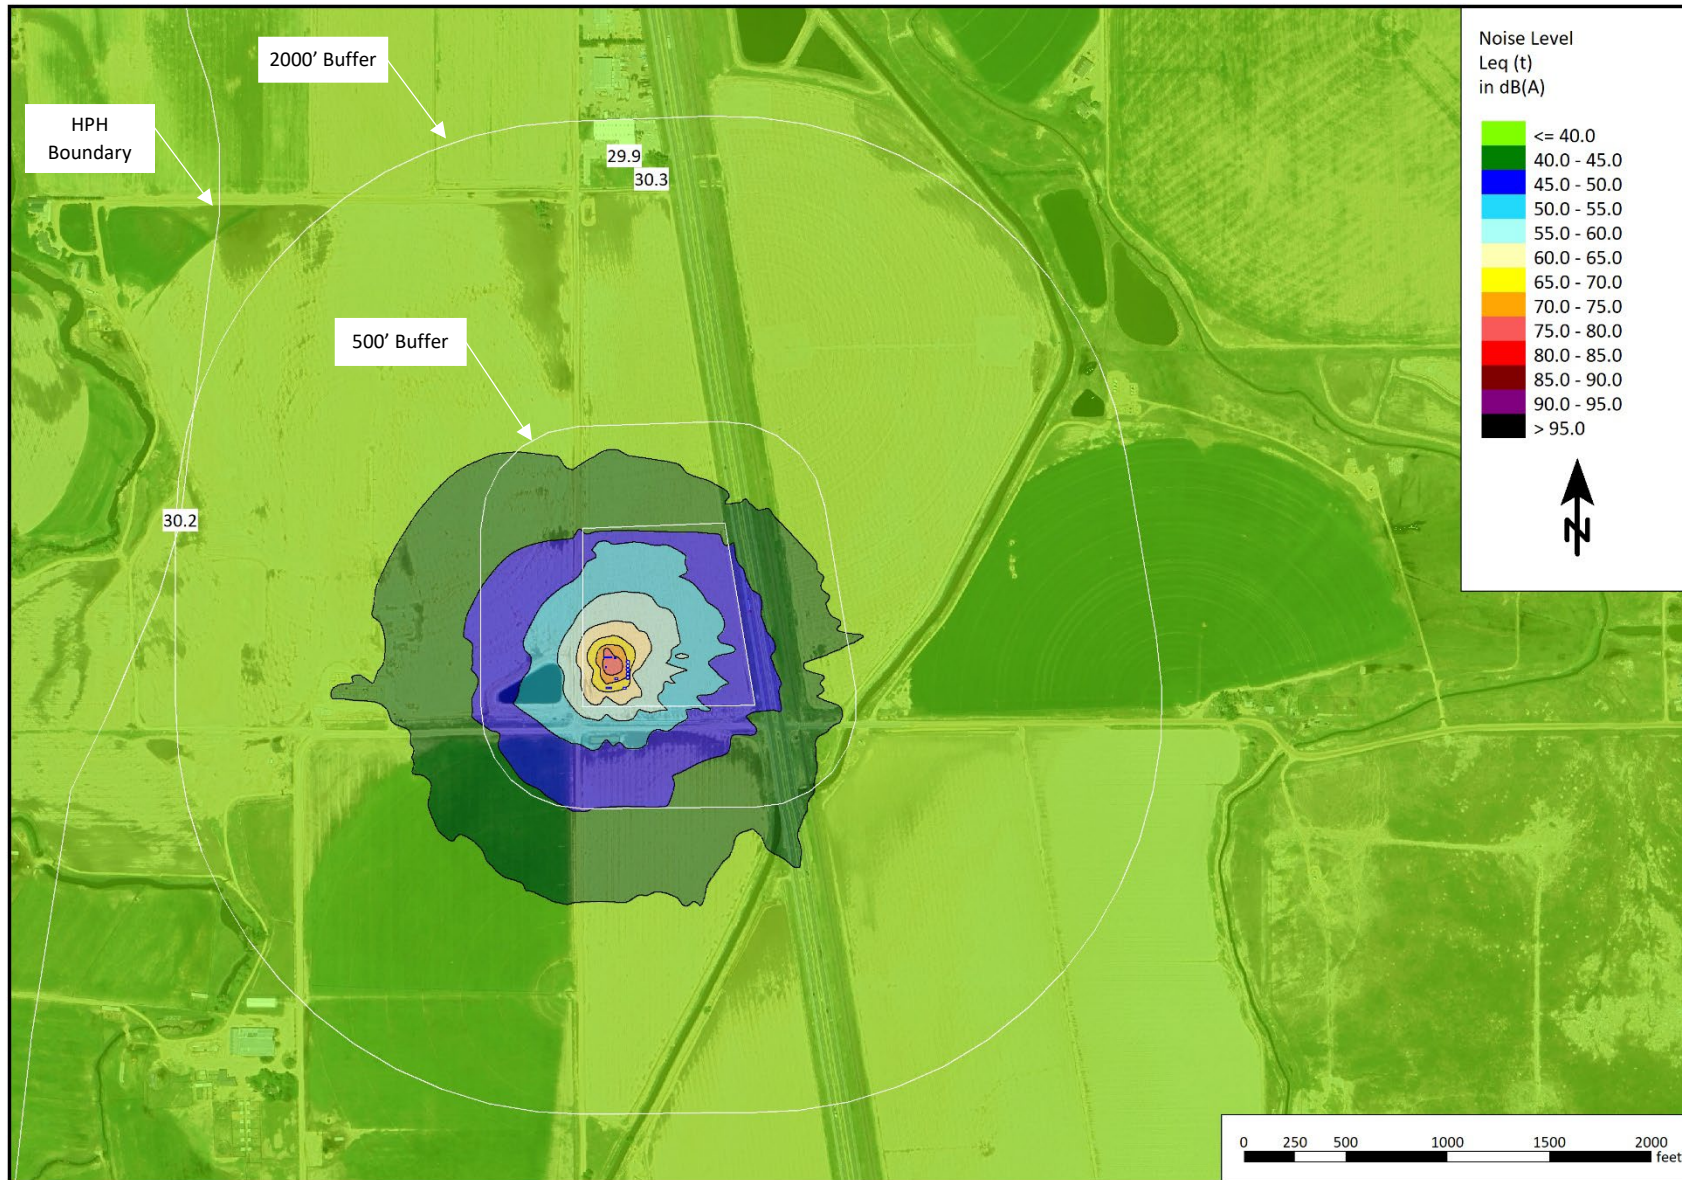 2000' Buffer
HPH
Boundary
29.9
30.3
500' Buffer
30.2
Noise Level
Leq (t)
in dB(A)
<= 40.0
40.0 - 45.0
45.0 - 50.0
50.0 - 55.0
55.0 - 60.0
60.0 - 65.0
65.0 - 70.0
70.0 - 75.0
75.0 - 80.0
80.0 - 85.0
85.0 - 90.0
90.0 - 95.0
> 95.0
N
0 250 500 1000 1500 2000
feet